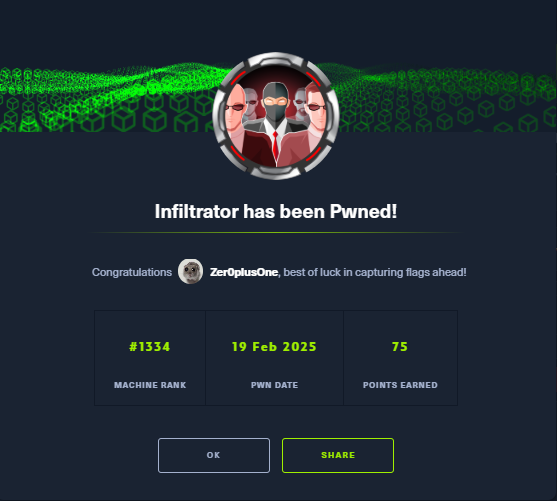 Infiltrator has been Pwned!
Congratulations Zer0plusOne, best of luck in capturing flags ahead!
#1334 19 Feb 2025 75
MACHINE RANK PWN DATE POINTS EARNED
OK SHARE